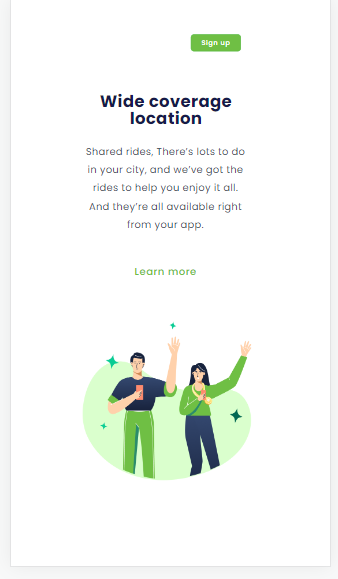 Sign up
Wide coverage
location
Shared rides, There's lots to do
in your city, and we've got the
rides to help you enjoy it all.
And they're all available right
from your app.
Learn more